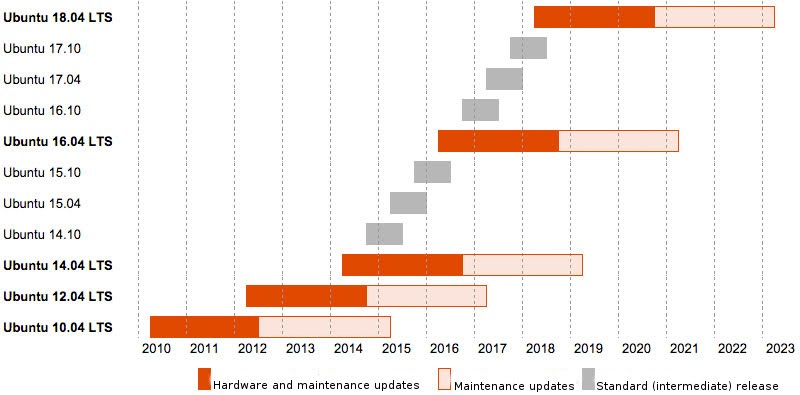 Ubuntu 18.04 LTS
Ubuntu 17.10
Ubuntu 17.04
Ubuntu 16.10
Ubuntu 16.04 LTS
Ubuntu 15.10
Ubuntu 15.04
Ubuntu 14.10
Ubuntu 14.04 LTS
Ubuntu 12.04 LTS
Ubuntu 10.04 LTS
2010 2011 2012 2013 2014 2015 2016 2017 2018 2019 2020 2021 2022 2023
Hardware and maintenance updates Maintenance updates Standard (intermediate) release